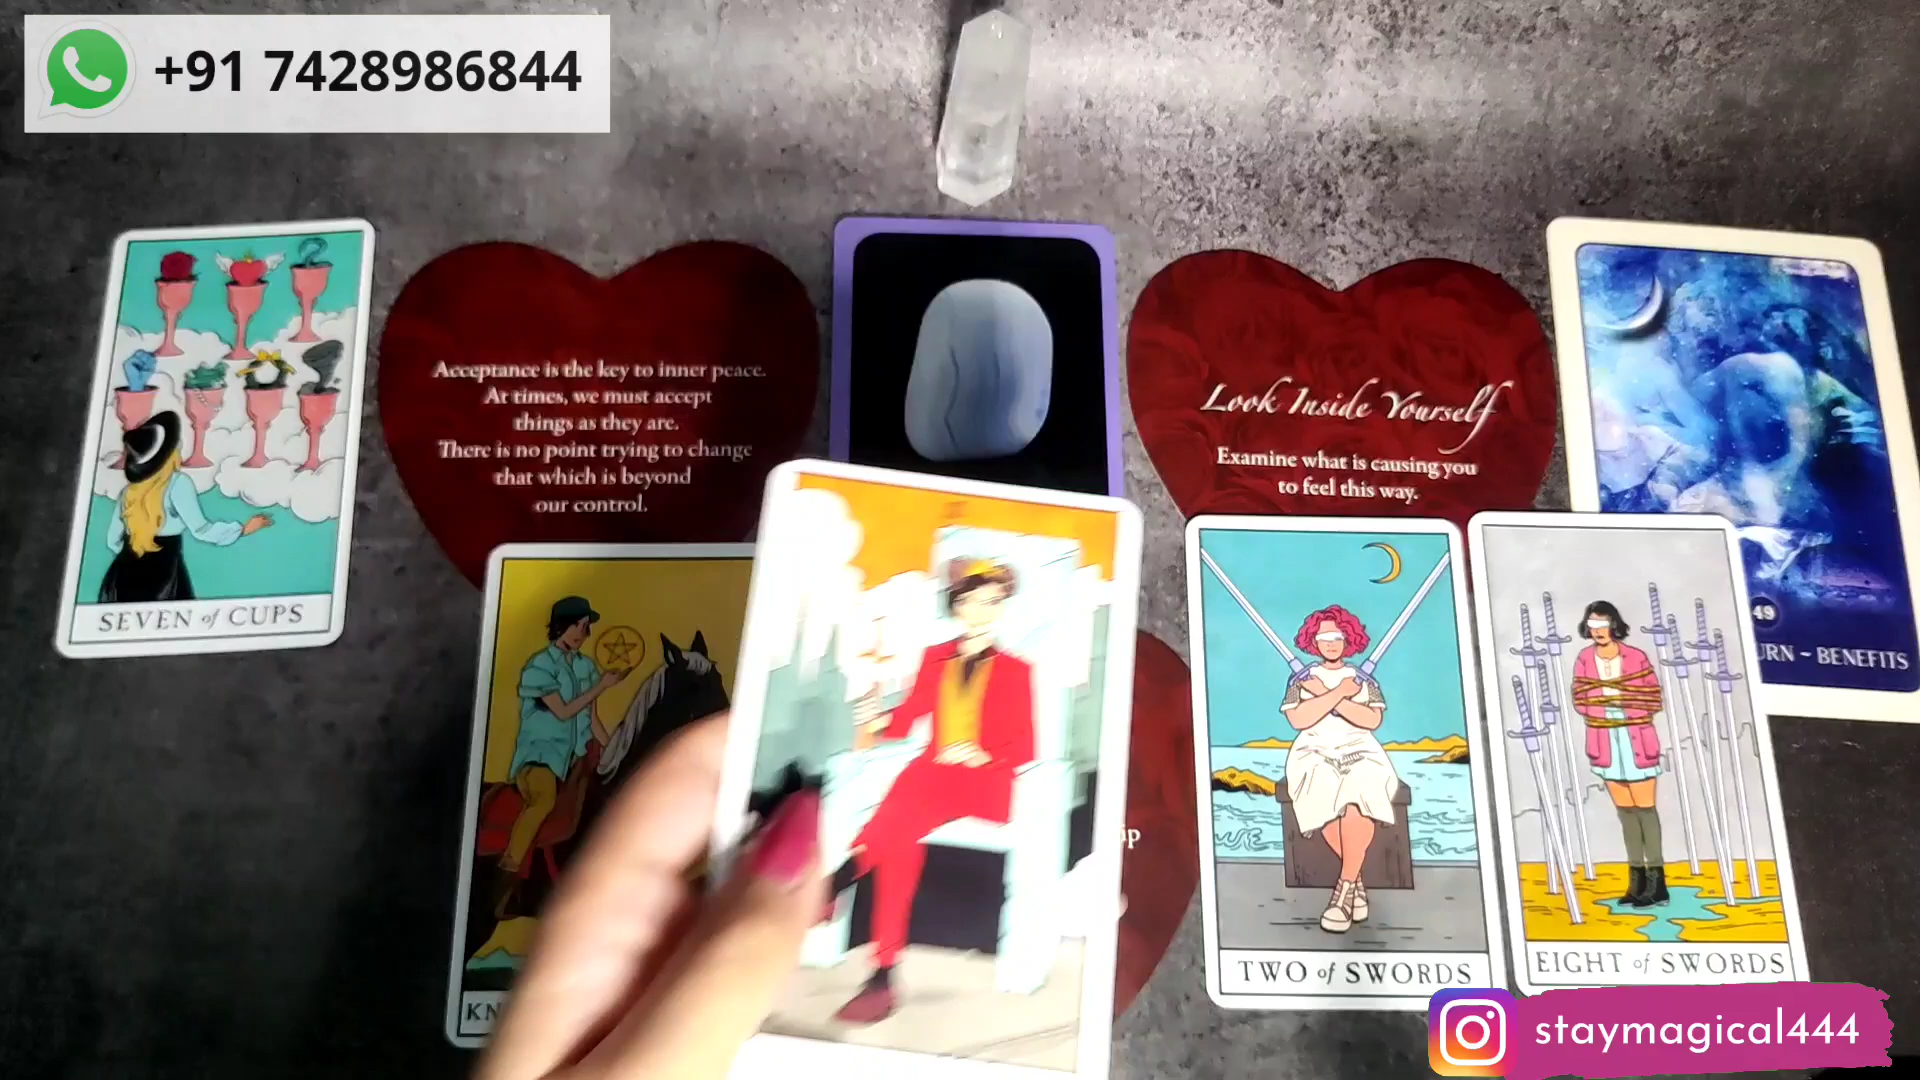 +91 7428986844
SEVEN of CUPS
Acceptance is the key to inner peace.
At times, we must accept
things as they are.
There is no point trying to change
that which is beyond
our control.
Look Inside Yourself
Examine what is causing you
to feel this way.
49
BENEFITS
TWO of SWORDS
EIGHT of SWORDS
staymagical444